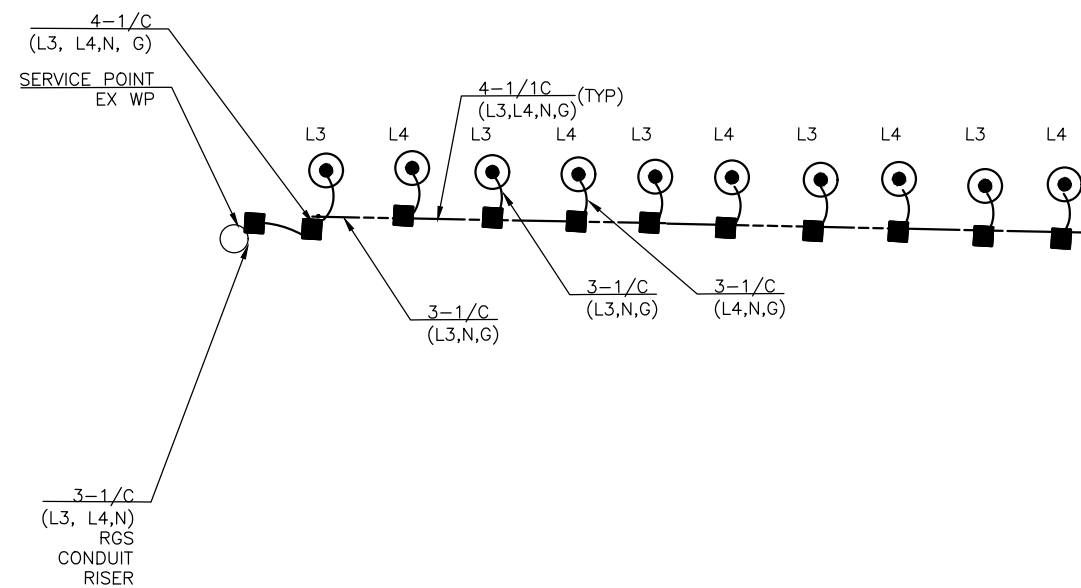 4-1/C
(L3, L4,N, G)
SERVICE POINT
EX WP
4-1/1C (TYP)
(L3,L4,N,G)
L3 L4 L3 L4 L3 L4 L3 L4 L3 L4
3-1/C
(L3,N,G)
3-1/C
(L3,N,G)
3-1/C
(L4,N,G)
3-1/C
(L3, L4,N)
RGS
CONDUIT
RISER